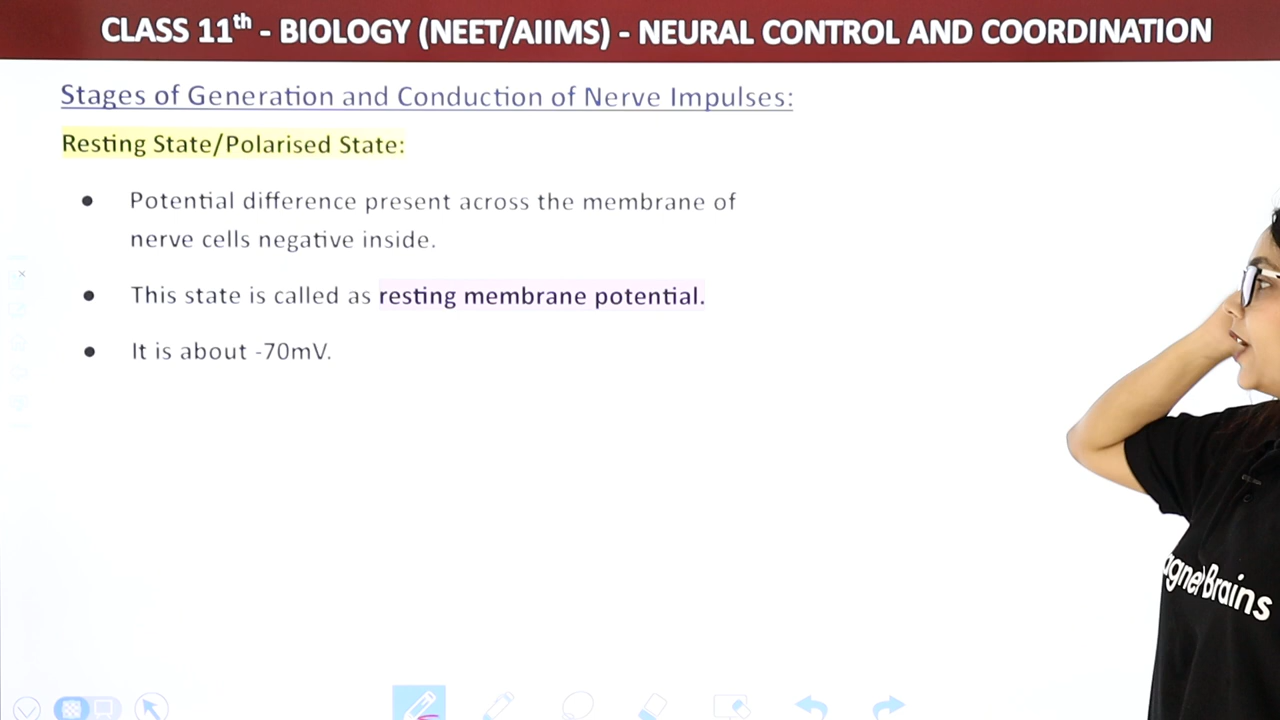 CLASS 11th - BIOLOGY (NEET/AIIMS) - NEURAL CONTROL AND COORDINATION
Stages of Generation and Conduction of Nerve Impulses:
Resting State/Polarised State:
● Potential difference present across the membrane of
nerve cells negative inside.
● This state is called as resting membrane potential.
● It is about -70mV.
agnet Brains